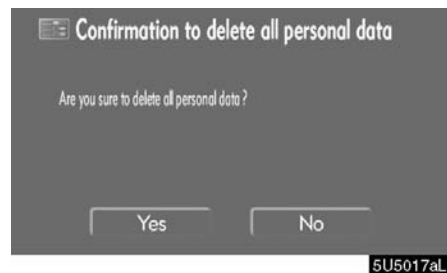 Confirmation to delete all personal data
Are you sure to delete all personal data?
Yes
No
5U5017aL